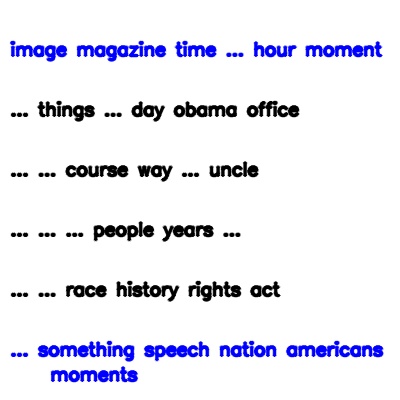 image magazine time ... hour moment
... things ... day obama office
... ... course way ... uncle
... ... ... people years ...
... ... race history rights act
... something speech nation americans
moments